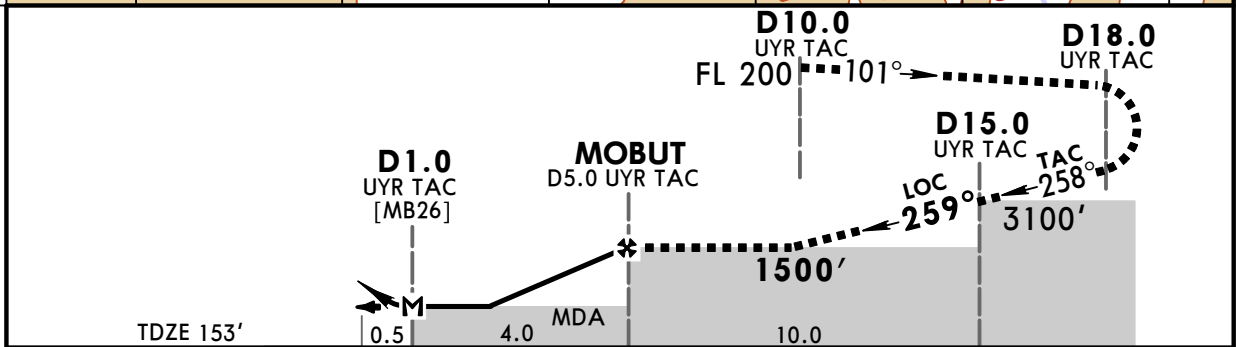 D10.0
UYR TAC
FL 200
101°
D18.0
UYR TAC
D15.0
UYR TAC
TAC
258°
LOC
259°
3100′
MOBUT
D5.0 UYR TAC
D1.0
UYR TAC
[MB26]
1500′
M
MDA
TDZE 153′
0.5
4.0
10.0